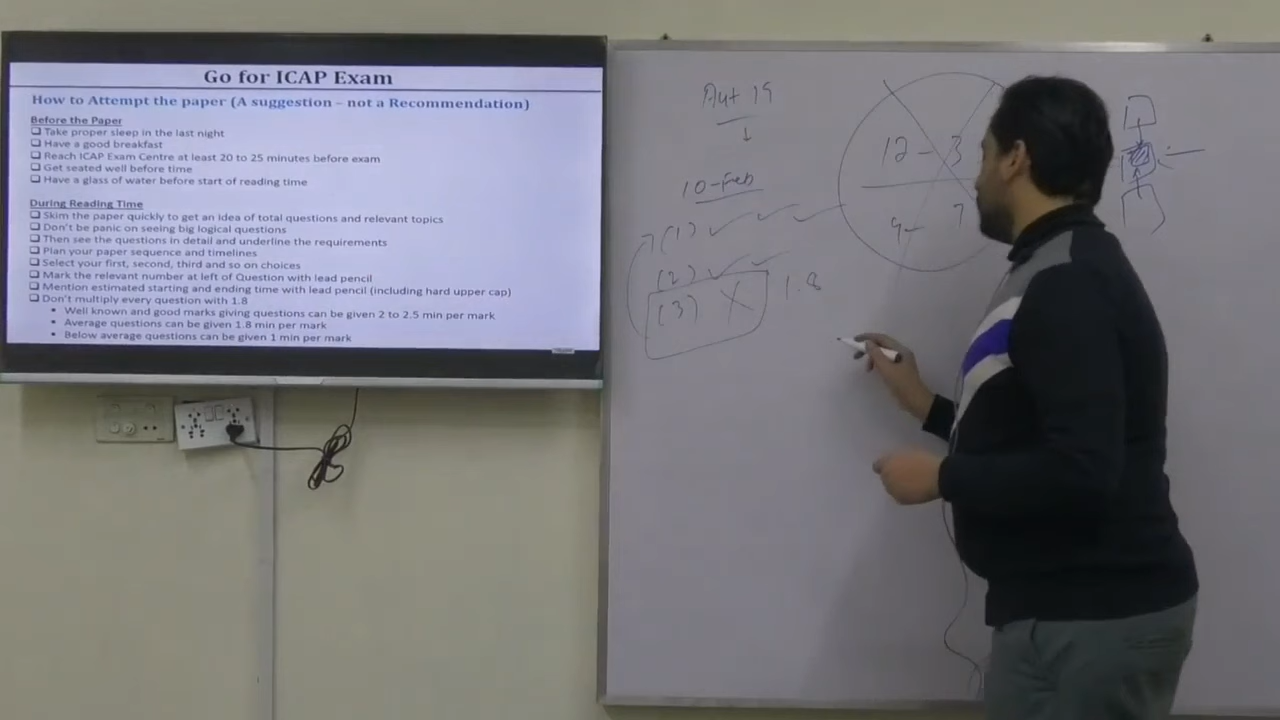 Go for ICAP Exam
How to Attempt the paper (A suggestion – not a Recommendation)
Before the Paper
❑ Take proper sleep in the last night
❑ Have a good breakfast
❑ Reach ICAP Exam Centre at least 20 to 25 minutes before exam
❑ Get seated well before time
❑ Have a glass of water before start of reading time
During Reading Time
❑ Skim the paper quickly to get an idea of total questions and relevant topics
❑ Don't be panic on seeing big logical questions
❑ Then see the questions in detail and underline the requirements
❑ Plan your paper sequence and timelines
❑ Select your first, second, third and so on choices
❑ Mark the relevant number at left of Question with lead pencil
❑ Mention estimated starting and ending time with lead pencil (including hard upper cap)
❑ Don't multiply every question with 1.8
• Well known and good marks giving questions can be given 2 to 2.5 min per mark
• Average questions can be given 1.8 min per mark
• Below average questions can be given 1 min per mark
Aut 19
10-Feb
(1)
(2)
(3) X
1.8
12 - 3
7